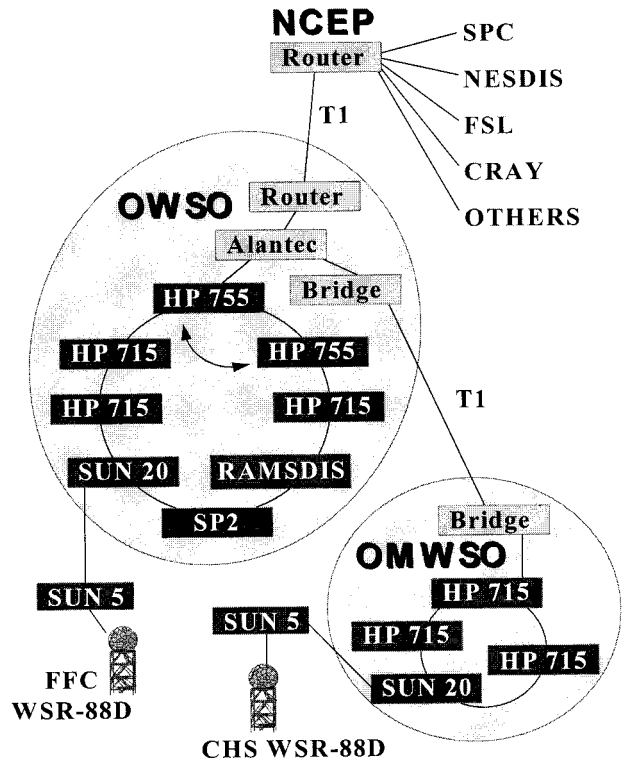 NCEP
Router
SPC
NESDIS
FSL
CRAY
OTHERS
T1
OWSO
Router
Alantec
Bridge
HP 755
HP 715
HP 755
HP 715
HP 715
SUN 20
RAMSDIS
SP2
T1
Bridge
OMWSO
HP 715
HP 715
HP 715
SUN 20
SUN 5
SUN 5
FFC
WSR-88D
CHS WSR-88D